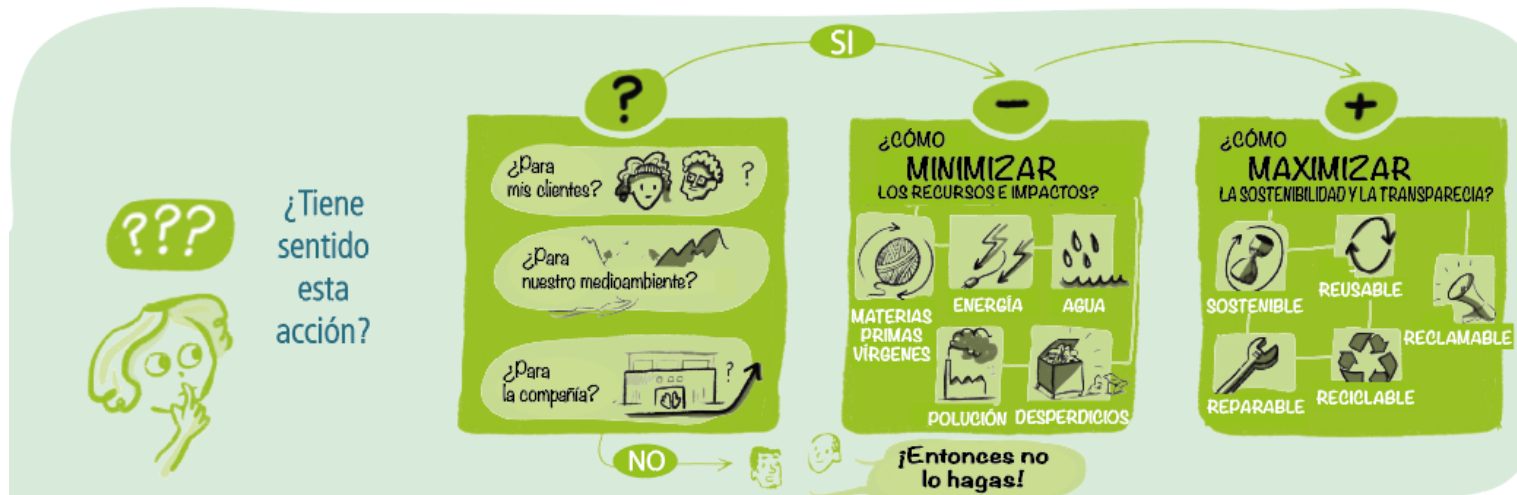 ???
¿Tiene
sentido
esta
acción?
?
¿Para
mis clientes?
?
¿Para
nuestro medioambiente?
¿Para
la compañía?
?
NO
¡Entonces no
lo hagas!
SI
-
¿CÓMO
MINIMIZAR
LOS RECURSOS E IMPACTOS?
MATERIAS
PRIMAS
VÍRGENES
ENERGÍA
AGUA
POLUCIÓN
DESPERDICIOS
+
¿CÓMO
MAXIMIZAR
LA SOSTENIBILIDAD Y LA TRANSPARECIA?
SOSTENIBLE
REUSABLE
RECLAMABLE
REPARABLE
RECICLABLE